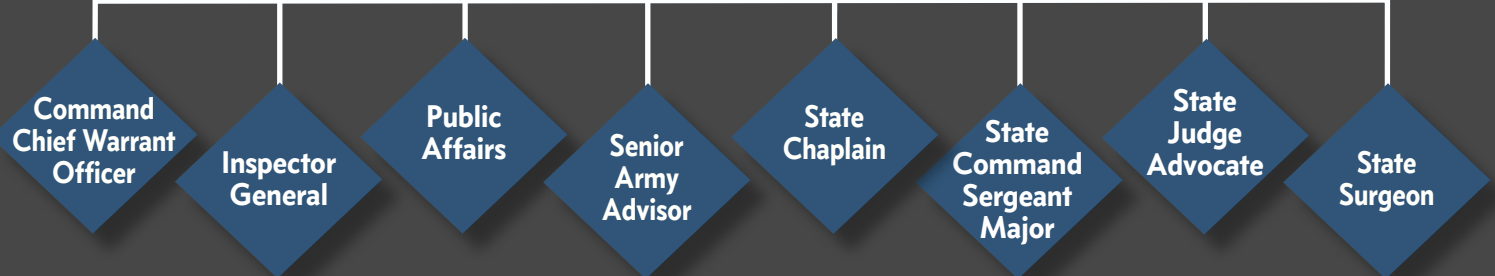 Command
Chief Warrant
Officer
Inspector
General
Public
Affairs
Senior
Army
Advisor
State
Chaplain
State
Command
Sergeant
Major
State
Judge
Advocate
State
Surgeon